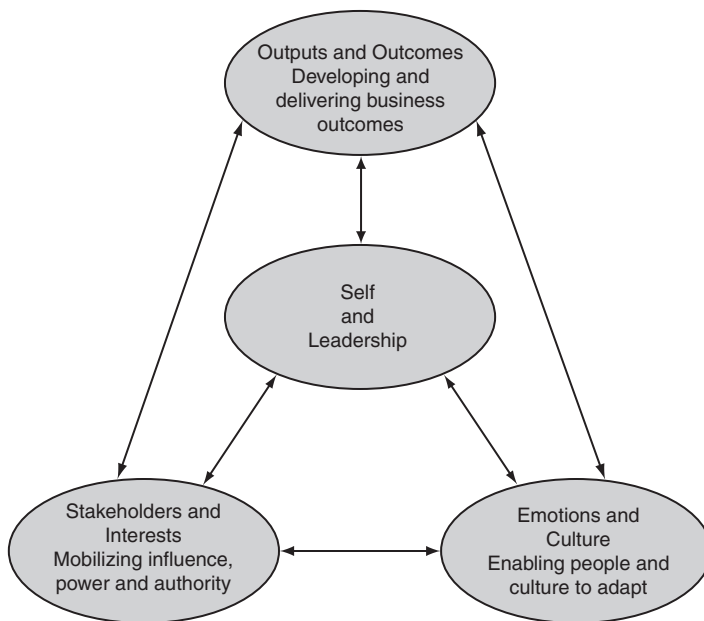 Outputs and Outcomes
Developing and
delivering business
outcomes
Self
and
Leadership
Stakeholders and
Interests
Mobilizing influence,
power and authority
Emotions and
Culture
Enabling people and
culture to adapt